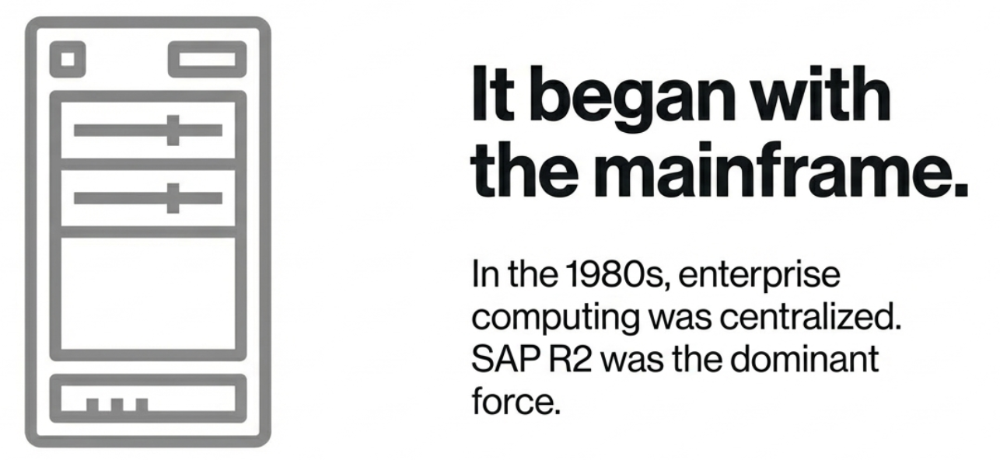 It began with
the mainframe.
In the 1980s, enterprise
computing was centralized.
SAP R2 was the dominant
force.